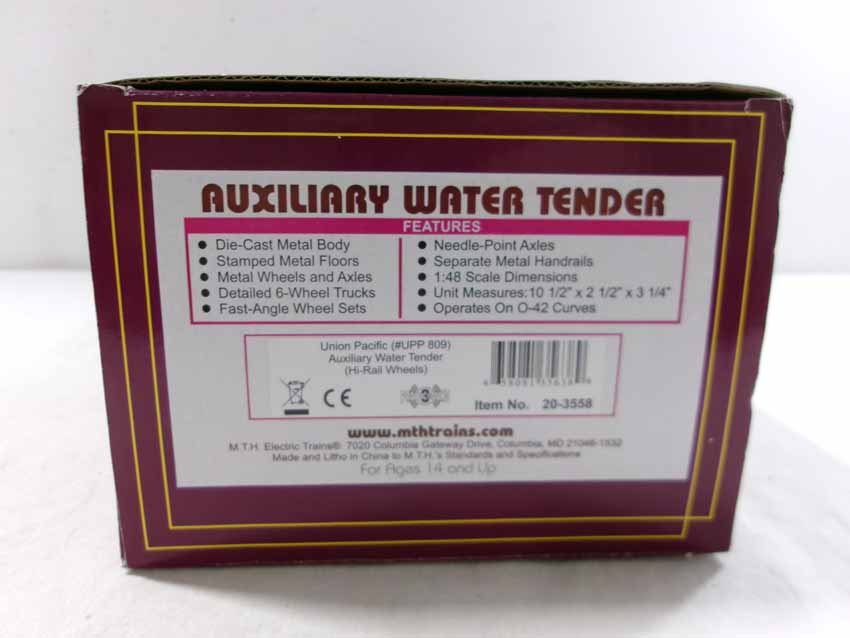 AUXILIARY WATER TENDER
FEATURES
● Die-Cast Metal Body
● Stamped Metal Floors
● Metal Wheels and Axles
● Detailed 6-Wheel Trucks
● Fast-Angle Wheel Sets
● Needle-Point Axles
● Separate Metal Handrails
● 1:48 Scale Dimensions
● Unit Measures:10 1/2" x 2 1/2" x 3 1/4"
● Operates On O-42 Curves
Union Pacific (#UPP 809)
Auxiliary Water Tender
(Hi-Rail Wheels)
CE
3
Item No. 20-3558
www.mthtrains.com
M.T.H. Electric Trains® 7020 Columbia Gateway Drive, Columbia, MD 21046-1532
Made and Litho in China to M.T.H.'s Standards and Specifications
For Ages 14 and Up